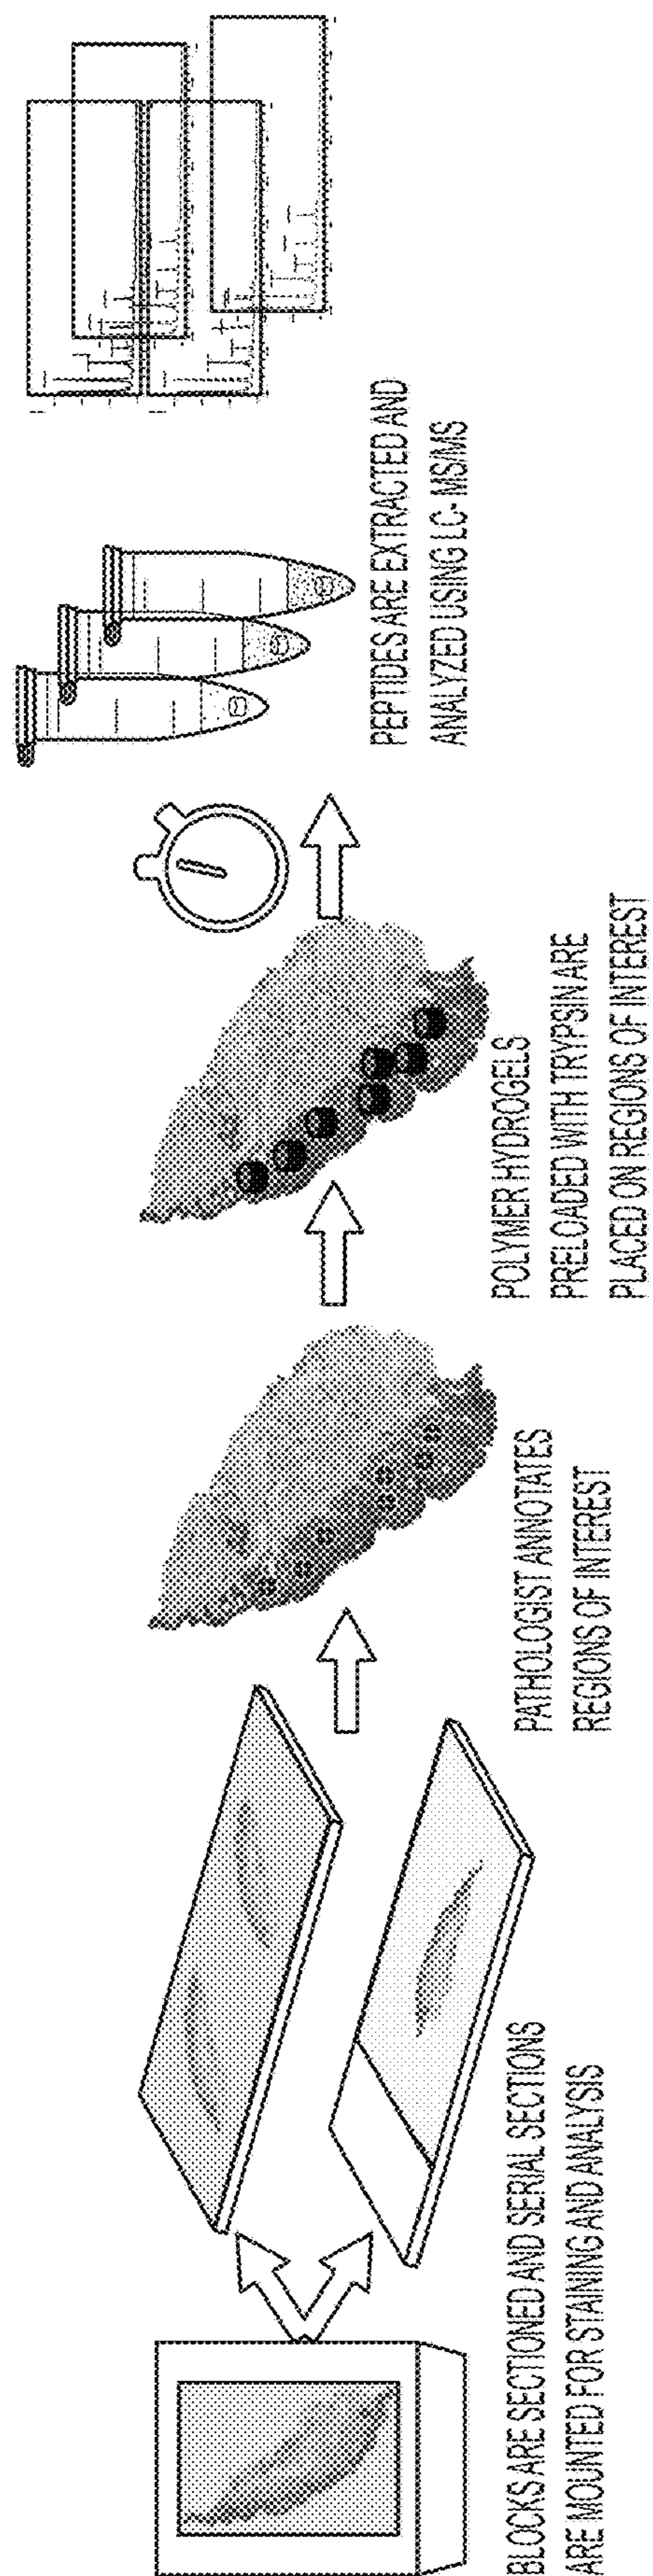 BLOCKS ARE SECTIONED AND SERIAL SECTIONS
ARE MOUNTED FOR STAINING AND ANALYSIS
PATHOLOGIST ANNOTATES
REGIONS OF INTEREST
POLYMER HYDROGELS
PRELOADED WITH TRYPSIN ARE
PLACED ON REGIONS OF INTEREST
PEPTIDES ARE EXTRACTED AND
ANALYZED USING LC- MS/MS